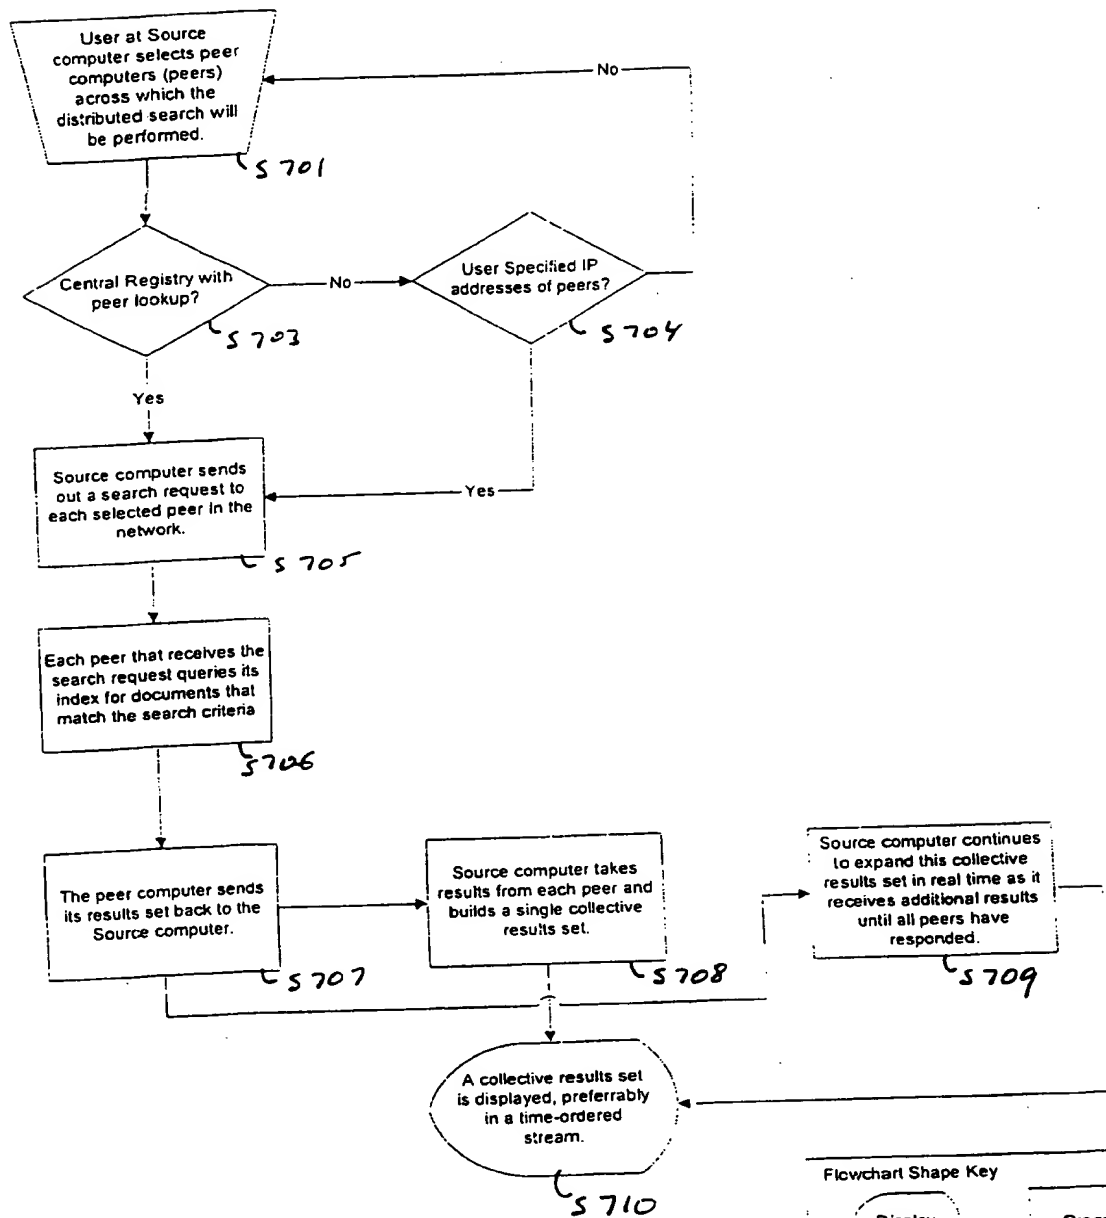 User at Source
computer selects peer
computers (peers)
across which the
distributed search will
be performed.
S 701
No
Central Registry with
peer lookup?
S 703
No
User Specified IP
addresses of peers?
S 704
Yes
Yes
Source computer sends
out a search request to
each selected peer in the
network.
S 705
Each peer that receives the
search request queries its
index for documents that
match the search criteria
S706
The peer computer sends
its results set back to the
Source computer.
S 707
Source computer takes
results from each peer and
builds a single collective
results set.
S708
Source computer continues
to expand this collective
results set in real time as it
receives additional results
until all peers have
responded.
S709
A collective results set
is displayed, preferrably
in a time-ordered
stream.
S 710
Flowchart Shape Key